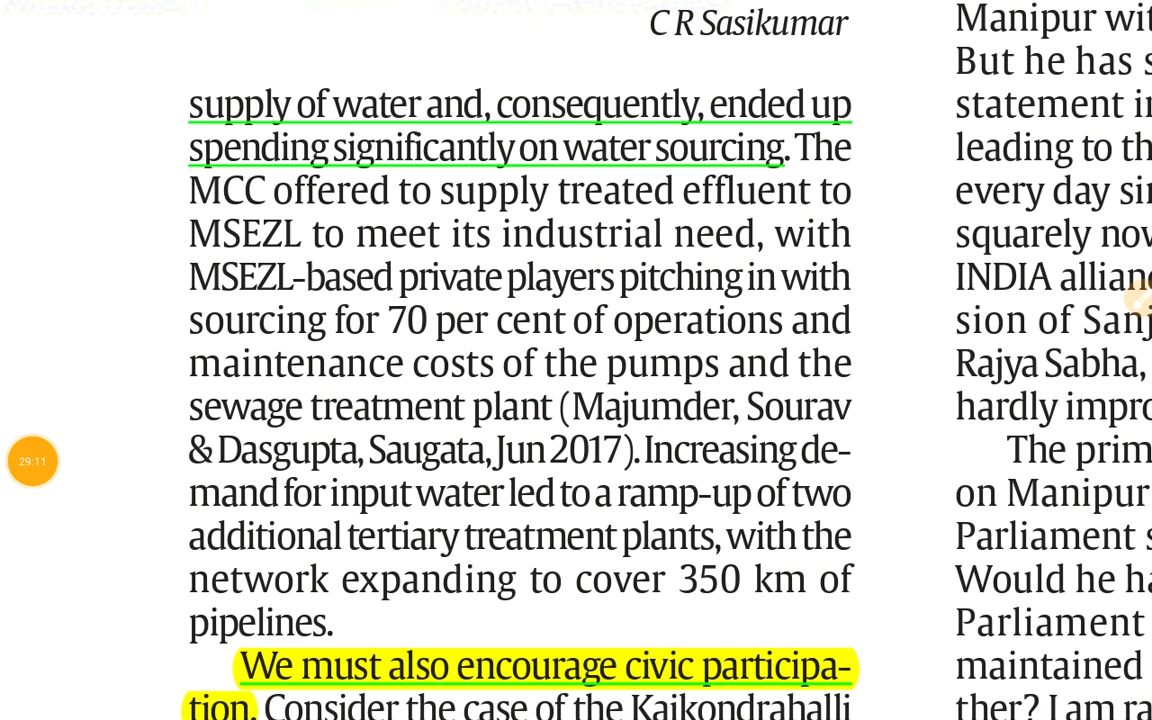 C R Sasikumar
supply of water and, consequently, ended up
spending significantly on water sourcing. The
MCC offered to supply treated effluent to
MSEZL to meet its industrial need, with
MSEZL-based private players pitching in with
sourcing for 70 per cent of operations and
maintenance costs of the pumps and the
sewage treatment plant (Majumder, Sourav
& Dasgupta, Saugata, Jun 2017). Increasing de-
mand for input water led to a ramp-up of two
additional tertiary treatment plants, with the
network expanding to cover 350 km of
pipelines.
We must also encourage civic participa-
tion. Consider the case of the Kaikondrahalli
Manipur wit
But he has s
statement in
leading to th
every day sin
squarely nov
INDIA allian
sion of Sanj
Rajya Sabha,
hardly impro
The prim
on Manipur
Parliament s
Would he ha
Parliament
maintained
ther? I am ra
29:11